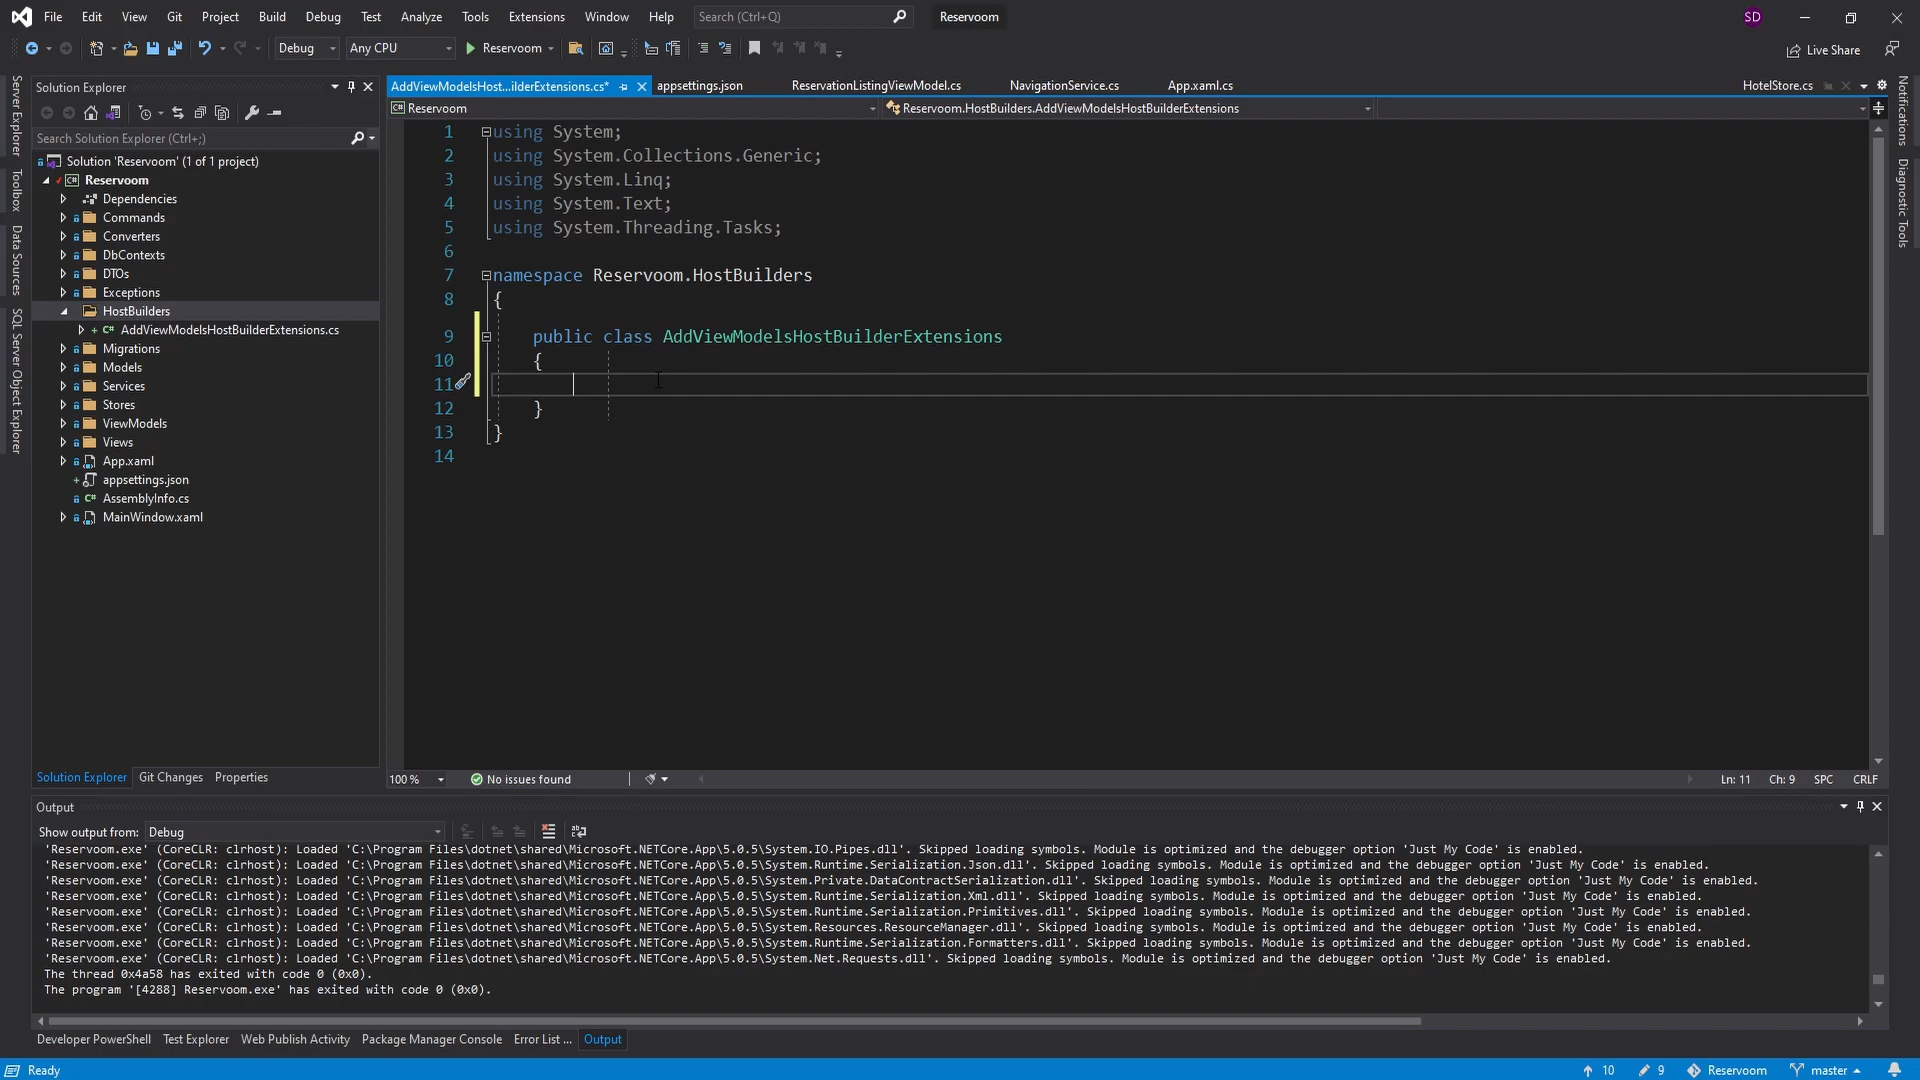 File Edit View Git Project Build Debug Test Analyze Tools Extensions Window Help Search (Ctrl+Q) Reservoom SD
Debug Any CPU Reservoom Live Share
Solution Explorer
Search Solution Explorer (Ctrl+;)
Solution 'Reservoom' (1 of 1 project)
Reservoom
Dependencies
Commands
Converters
DbContexts
DTOs
Exceptions
HostBuilders
AddViewModelsHostBuilderExtensions.cs
Migrations
Models
Services
Stores
ViewModels
Views
App.xaml
appsettings.json
AssemblyInfo.cs
MainWindow.xaml
Solution Explorer Git Changes Properties
Server Explorer
Toolbox
Data Sources
SQL Server Object Explorer
AddViewModelsHost...ilderExtensions.cs* appsettings.json ReservationListingViewModel.cs NavigationService.cs App.xaml.cs HotelStore.cs
Reservoom Reservoom.HostBuilders.AddViewModelsHostBuilderExtensions
1 using System;
2 using System.Collections.Generic;
3 using System.Linq;
4 using System.Text;
5 using System.Threading.Tasks;
6
7 namespace Reservoom.HostBuilders
8 {
9 public class AddViewModelsHostBuilderExtensions
10 {
11
12 }
13 }
14
100 % No issues found Ln: 11 Ch: 9 SPC CRLF
Notifications
Diagnostic Tools
Output
Show output from: Debug
'Reservoom.exe' (CoreCLR: clrhost): Loaded 'C:\Program Files\dotnet\shared\Microsoft.NETCore.App\5.0.5\System.IO.Pipes.dll'. Skipped loading symbols. Module is optimized and the debugger option 'Just My Code' is enabled.
'Reservoom.exe' (CoreCLR: clrhost): Loaded 'C:\Program Files\dotnet\shared\Microsoft.NETCore.App\5.0.5\System.Runtime.Serialization.Json.dll'. Skipped loading symbols. Module is optimized and the debugger option 'Just My Code' is enabled.
'Reservoom.exe' (CoreCLR: clrhost): Loaded 'C:\Program Files\dotnet\shared\Microsoft.NETCore.App\5.0.5\System.Private.DataContractSerialization.dll'. Skipped loading symbols. Module is optimized and the debugger option 'Just My Code' is enabled.
'Reservoom.exe' (CoreCLR: clrhost): Loaded 'C:\Program Files\dotnet\shared\Microsoft.NETCore.App\5.0.5\System.Runtime.Serialization.Xml.dll'. Skipped loading symbols. Module is optimized and the debugger option 'Just My Code' is enabled.
'Reservoom.exe' (CoreCLR: clrhost): Loaded 'C:\Program Files\dotnet\shared\Microsoft.NETCore.App\5.0.5\System.Runtime.Serialization.Primitives.dll'. Skipped loading symbols. Module is optimized and the debugger option 'Just My Code' is enabled.
'Reservoom.exe' (CoreCLR: clrhost): Loaded 'C:\Program Files\dotnet\shared\Microsoft.NETCore.App\5.0.5\System.Resources.ResourceManager.dll'. Skipped loading symbols. Module is optimized and the debugger option 'Just My Code' is enabled.
'Reservoom.exe' (CoreCLR: clrhost): Loaded 'C:\Program Files\dotnet\shared\Microsoft.NETCore.App\5.0.5\System.Runtime.Serialization.Formatters.dll'. Skipped loading symbols. Module is optimized and the debugger option 'Just My Code' is enabled.
'Reservoom.exe' (CoreCLR: clrhost): Loaded 'C:\Program Files\dotnet\shared\Microsoft.NETCore.App\5.0.5\System.Net.Requests.dll'. Skipped loading symbols. Module is optimized and the debugger option 'Just My Code' is enabled.
The thread 0x4a58 has exited with code 0 (0x0).
The program '[4288] Reservoom.exe' has exited with code 0 (0x0).
Developer PowerShell Test Explorer Web Publish Activity Package Manager Console Error List ... Output
Ready 10 9 Reservoom master